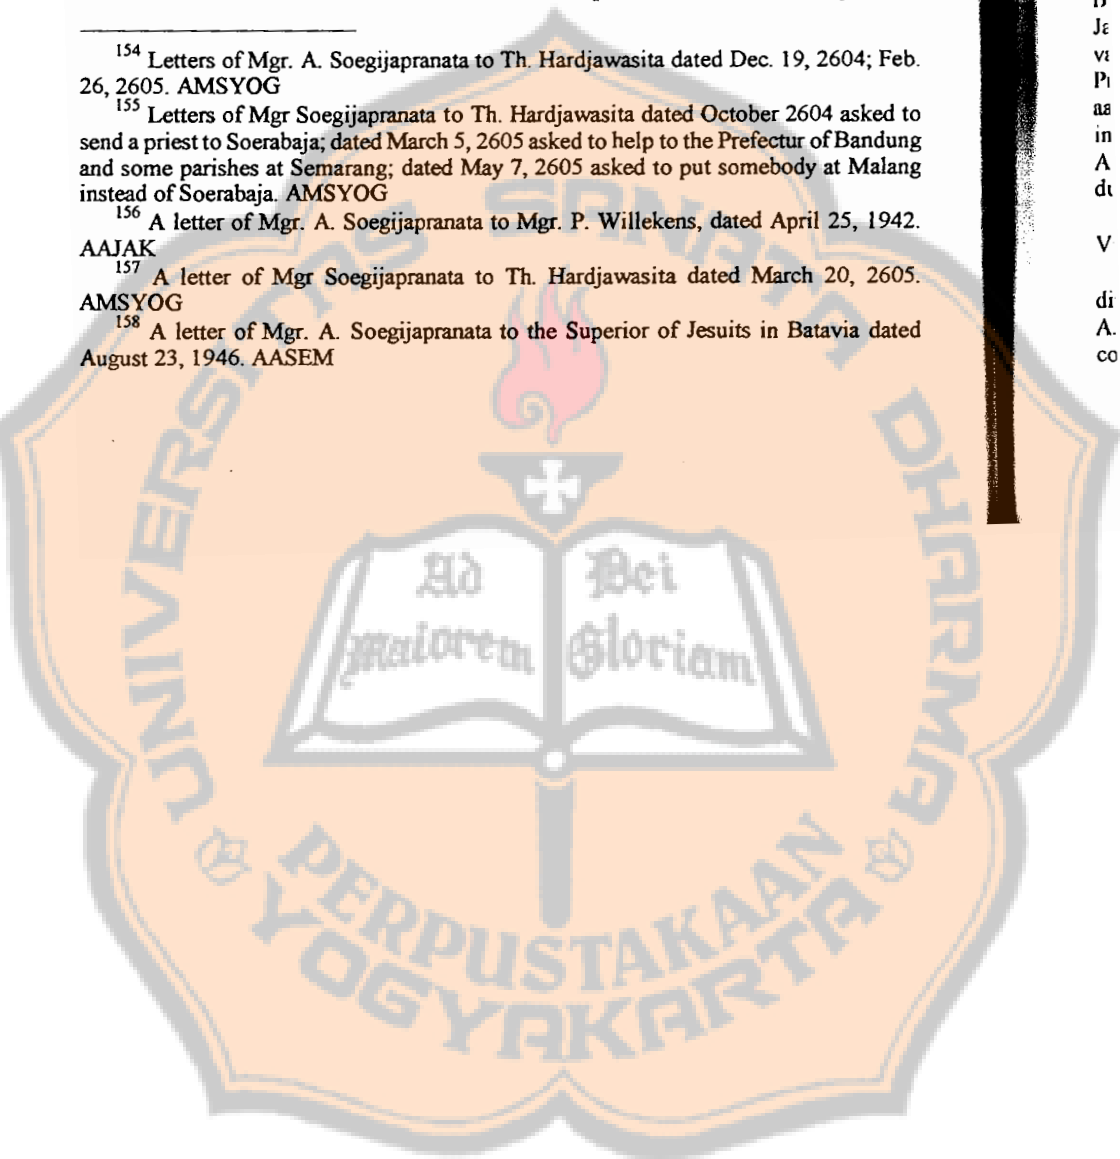 154 Letters of Mgr. A. Soegijapranata to Th. Hardjawasita dated Dec. 19, 2604; Feb.
26, 2605. AMSYOG
155 Letters of Mgr Soegijapranata to Th. Hardjawasita dated October 2604 asked to
send a priest to Soerabaja; dated March 5, 2605 asked to help to the Prefectur of Bandung
and some parishes at Semarang; dated May 7, 2605 asked to put somebody at Malang
instead of Soerabaja. AMSYOG
156 A letter of Mgr. A. Soegijapranata to Mgr. P. Willekens, dated April 25, 1942.
AAJAK
157 A letter of Mgr Soegijapranata to Th. Hardjawasita dated March 20, 2605.
AMSYOG
158 A letter of Mgr. A. Soegijapranata to the Superior of Jesuits in Batavia dated
August 23, 1946. AASEM
UNIVERSITAS SANATA DHARMA
Ad Dei
maiorem Gloriam
PERPUSTAKAAN
YOGYAKARTA
in
A
V
di
A.
co